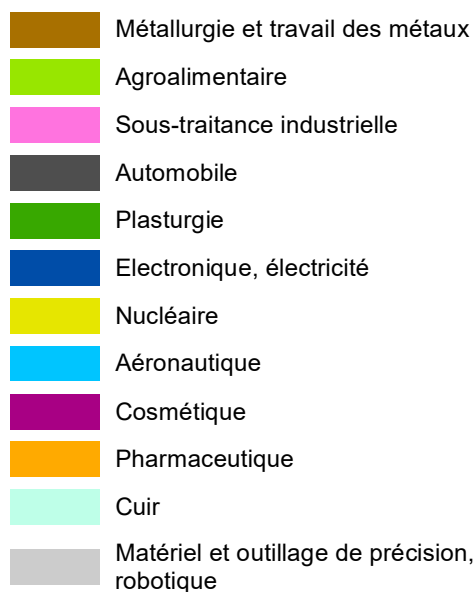 Métallurgie et travail des métaux
Agroalimentaire
Sous-traitance industrielle
Automobile
Plasturgie
Electronique, électricité
Nucléaire
Aéronautique
Cosmétique
Pharmaceutique
Cuir
Matériel et outillage de précision,
robotique